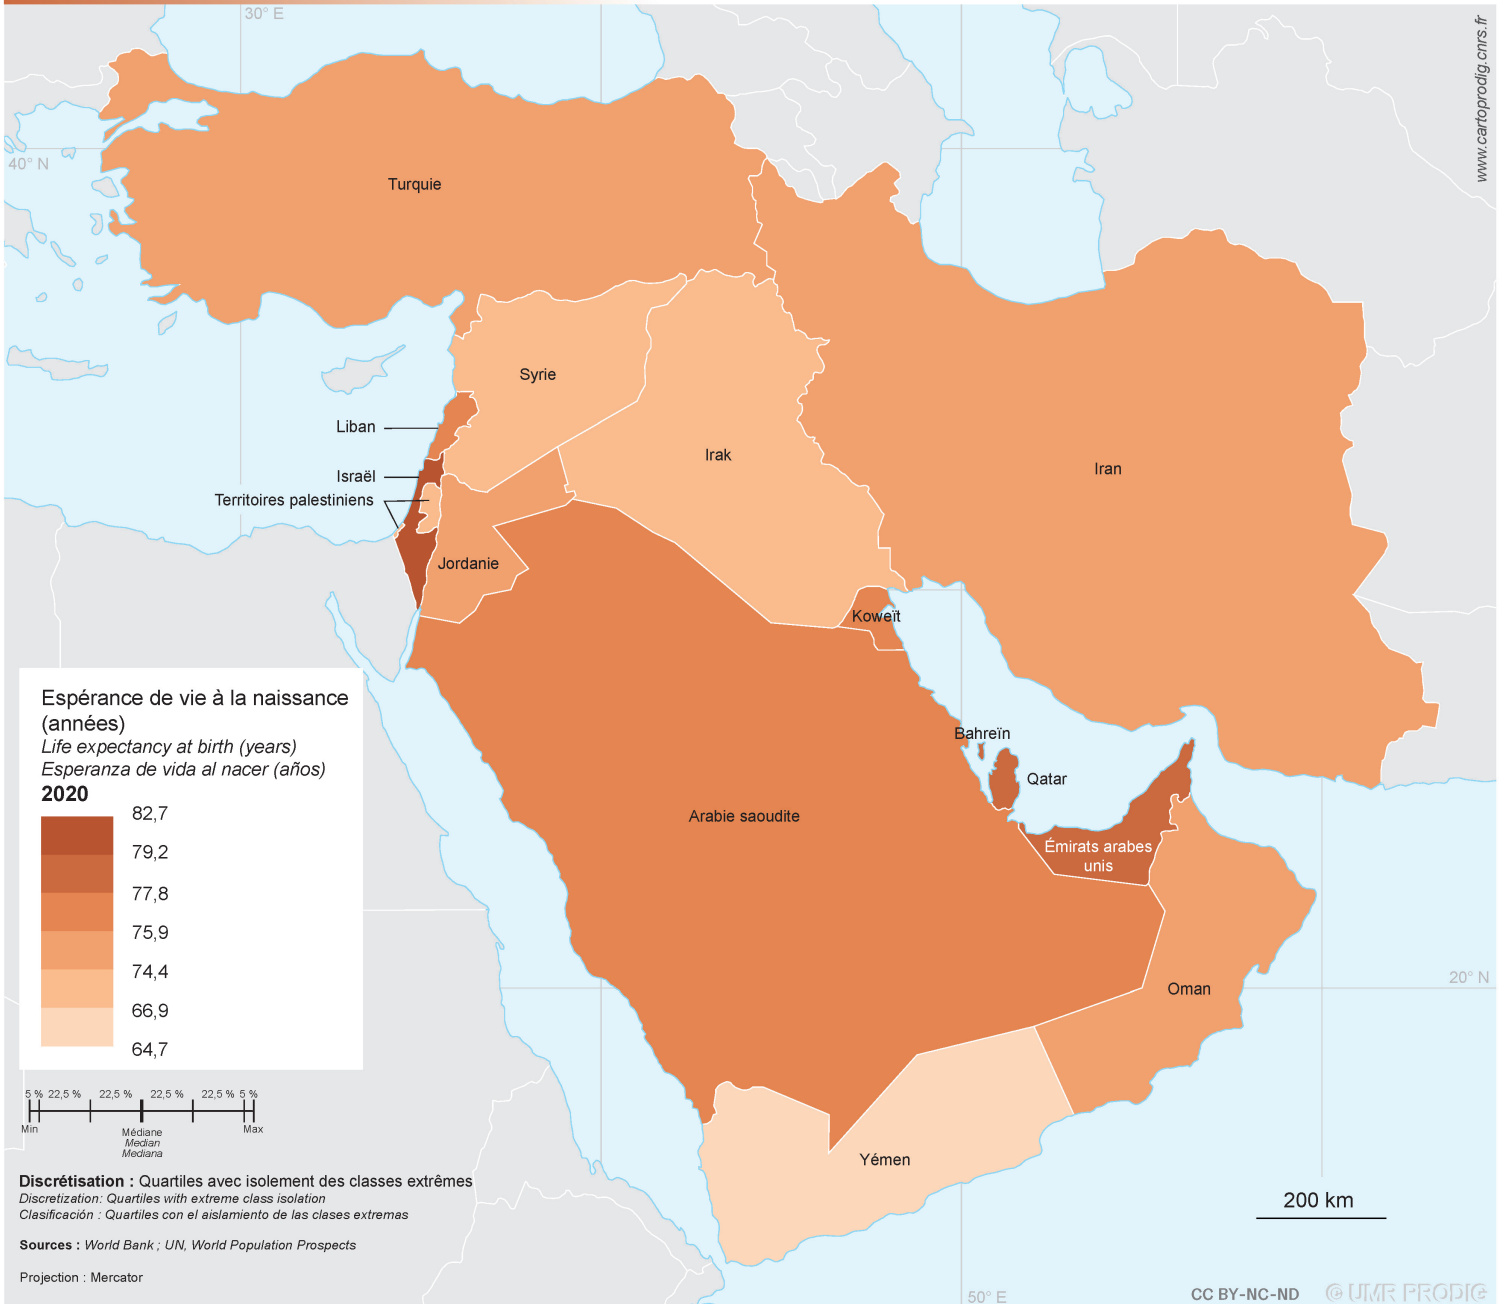 30° E
www.cartoprodig.cnrs.fr
40° N
Turquie
Syrie
Liban
Irak
Iran
Israël
Territoires palestiniens
Jordanie
Koweït
Espérance de vie à la naissance
(années)
Life expectancy at birth (years)
Esperanza de vida al nacer (años)
2020
82,7
79,2
77,8
75,9
74,4
66,9
64,7
Bahreïn
Qatar
Arabie saoudite
Émirats arabes
unis
20° N
Oman
Yémen
5 % 22,5 % 22,5 % 22,5 % 22,5 % 5 %
Min
Médiane
Median
Mediana
Max
Discrétisation : Quartiles avec isolement des classes extrêmes
Discretization: Quartiles with extreme class isolation
Clasificación : Quartiles con el aislamiento de las clases extremas
Sources : World Bank ; UN, World Population Prospects
Projection : Mercator
200 km
50° E
CC BY-NC-ND
© UMR PRODIG